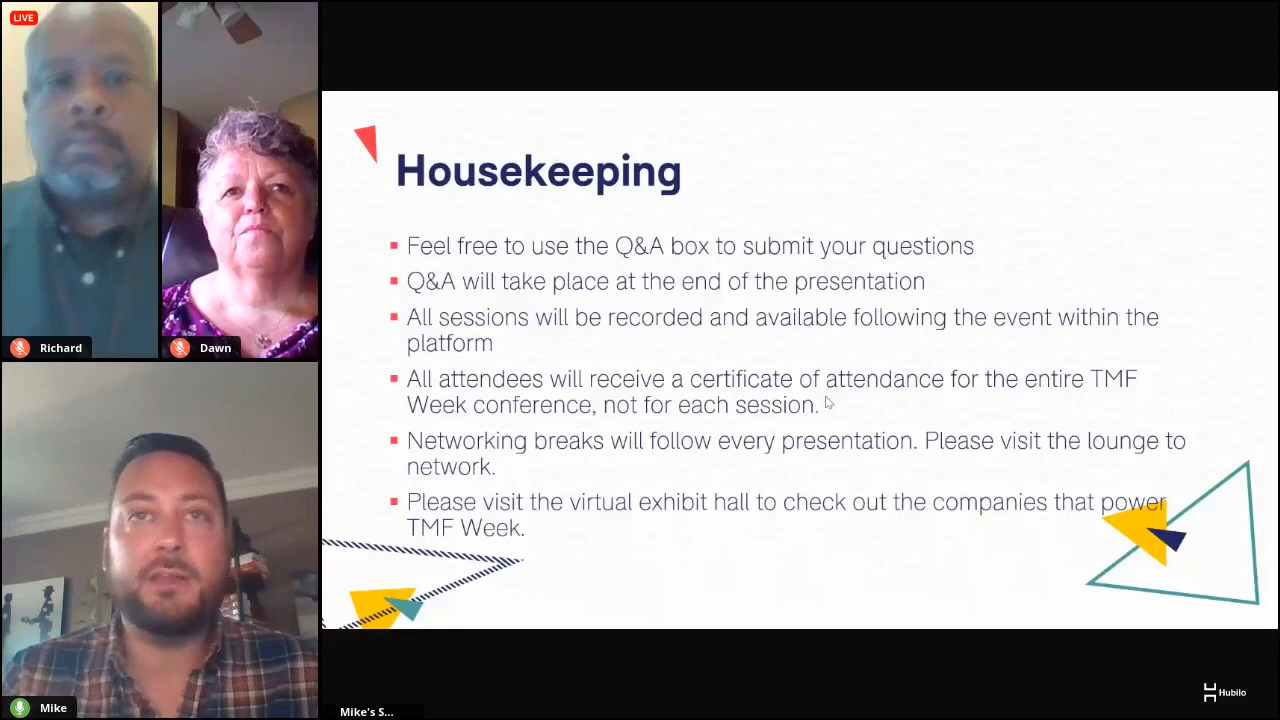 LIVE
Richard
Dawn
Mike
Housekeeping
Feel free to use the Q&A box to submit your questions
Q&A will take place at the end of the presentation
All sessions will be recorded and available following the event within the
platform
All attendees will receive a certificate of attendance for the entire TMF
Week conference, not for each session.
Networking breaks will follow every presentation. Please visit the lounge to
network.
Please visit the virtual exhibit hall to check out the companies that power
TMF Week.
Mike's S...
Hubilo